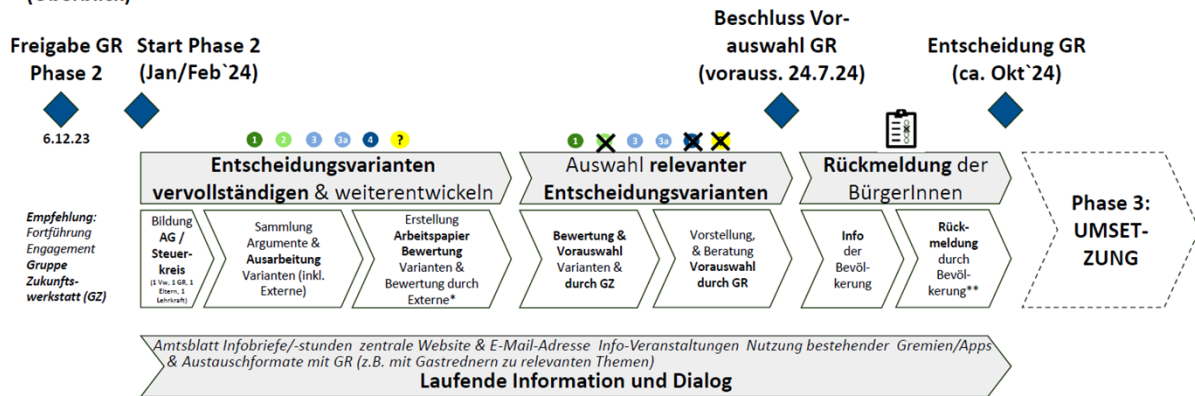 (Überblick)
Freigabe GR
Phase 2
6.12.23
Start Phase 2
(Jan/Feb`24)
Beschluss Vor-
auswahl GR
(vorauss. 24.7.24)
Entscheidung GR
(ca. Okt`24)
1 2 3 3a 4 ?
1 3 3a
Entscheidungsvarianten
vervollständigen & weiterentwickeln
Auswahl relevanter
Entscheidungsvarianten
Rückmeldung der
BürgerInnen
Phase 3:
UMSET-
ZUNG
Empfehlung:
Fortführung
Engagement
Gruppe
Zukunfts-
werkstatt (GZ)
Bildung
AG /
Steuer-
kreis
(1 Vw, 1 GR, 1
Eltern, 1
Lehrkraft)
Sammlung
Argumente &
Ausarbeitung
Varianten (inkl.
Externe)
Erstellung
Arbeitspapier
Bewertung
Varianten &
Bewertung durch
Externe*
Bewertung &
Vorauswahl
Varianten &
durch GZ
Vorstellung,
& Beratung
Vorauswahl
durch GR
Info
der
Bevöl-
kerung
Rück-
meldung
durch
Bevöl-
kerung**
Amtsblatt Infobriefe/-stunden zentrale Website & E-Mail-Adresse Info-Veranstaltungen Nutzung bestehender Gremien/Apps
& Austauschformate mit GR (z.B. mit Gastrednern zu relevanten Themen)
Laufende Information und Dialog